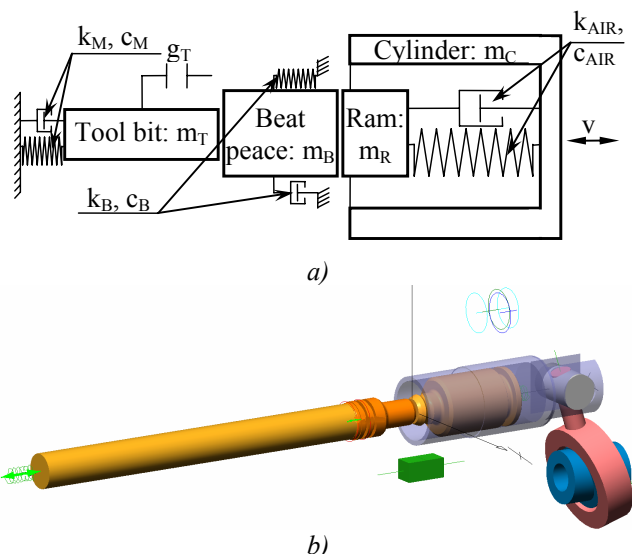 k_M, c_M
g_T
Cylinder: m_C
k_AIR,
c_AIR
Tool bit: m_T
Beat
peace: m_B
Ram:
m_R
v
k_B, c_B
a)
b)